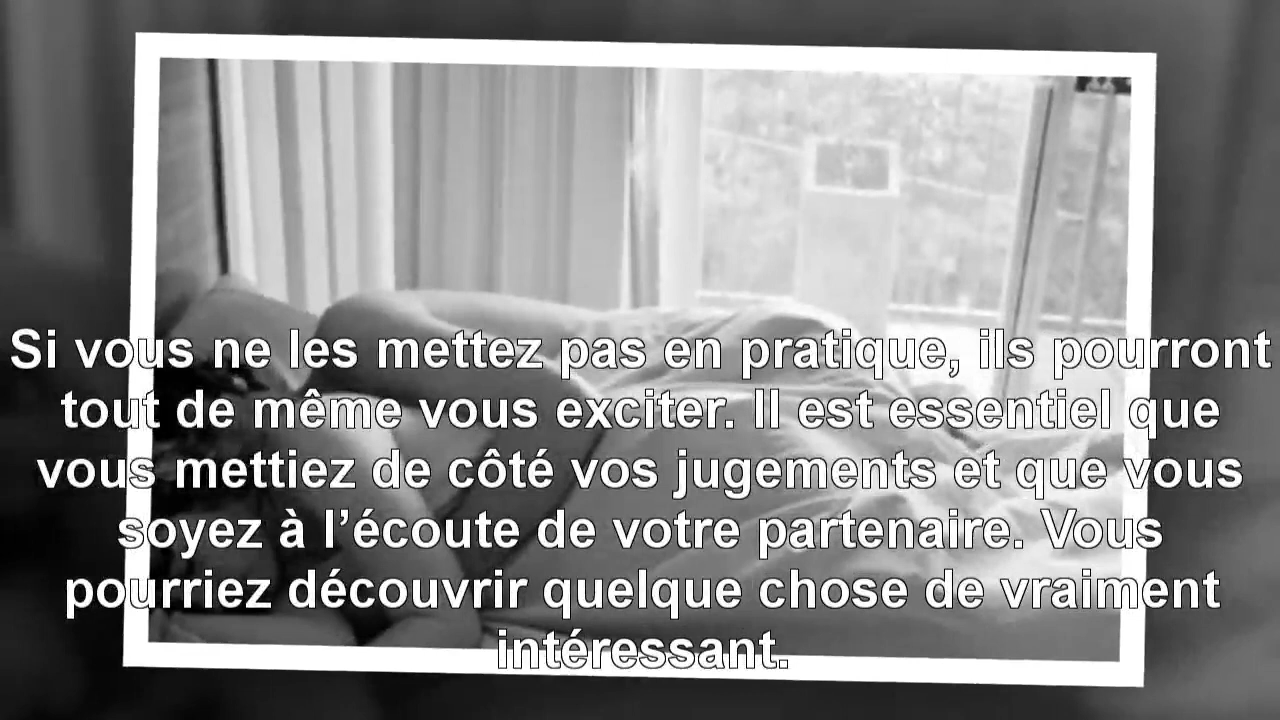 Si vous ne les mettez pas en pratique, ils pourront
tout de même vous exciter. Il est essentiel que
vous mettiez de côté vos jugements et que vous
soyez à l’écoute de votre partenaire. Vous
pourriez découvrir quelque chose de vraiment
intéressant.